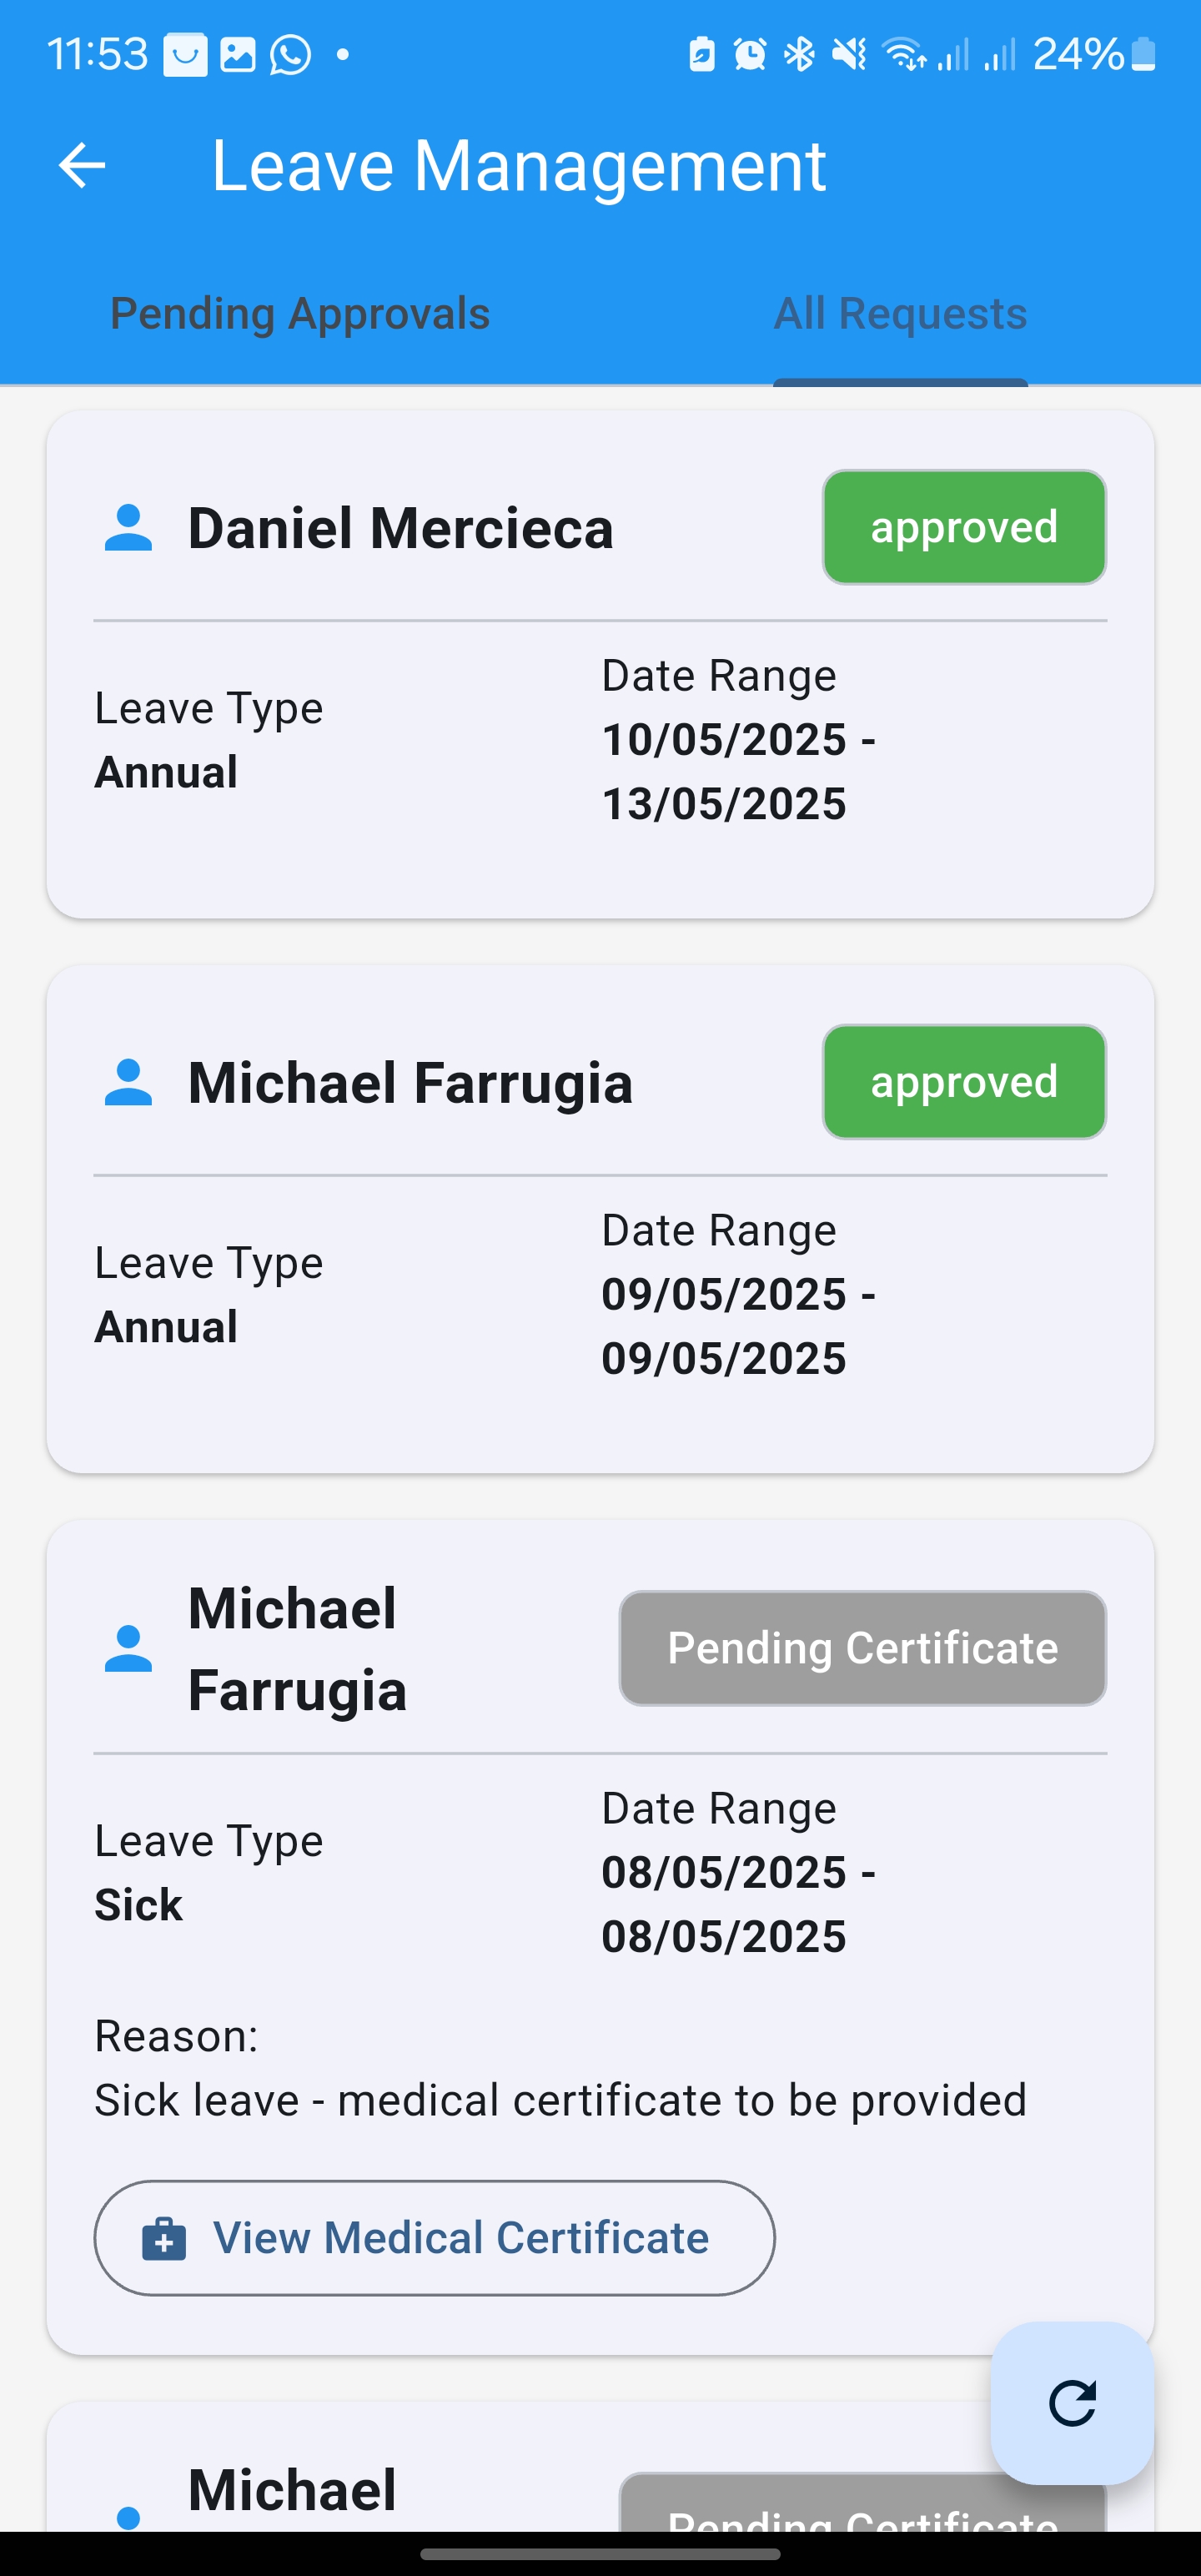 11:53
24%
Leave Management
Pending Approvals
All Requests
Daniel Mercieca
approved
Leave Type
Annual
Date Range
10/05/2025 -
13/05/2025
Michael Farrugia
approved
Leave Type
Annual
Date Range
09/05/2025 -
09/05/2025
Michael
Farrugia
Pending Certificate
Leave Type
Sick
Date Range
08/05/2025 -
08/05/2025
Reason:
Sick leave - medical certificate to be provided
View Medical Certificate
Michael
Pending Certificate